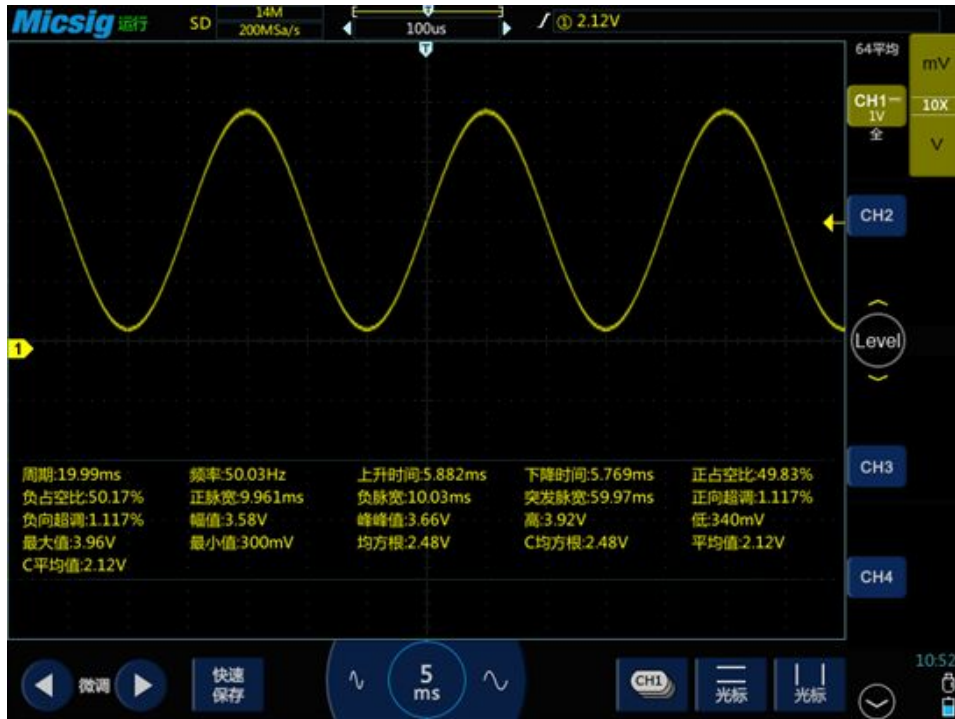 Micsig 运行 SD 14M 200MSa/s 100us T ① 2.12V
T
64平均
mV
CH1 1V 全
10X
V
CH2
Level
1
周期:19.99ms 频率:50.03Hz 上升时间:5.882ms 下降时间:5.769ms 正占空比:49.83%
负占空比:50.17% 正脉宽:9.961ms 负脉宽:10.03ms 突发脉宽:59.97ms 正向超调:1.117%
负向超调:1.117% 幅值:3.58V 峰峰值:3.66V 高:3.92V 低:340mV
最大值:3.96V 最小值:300mV 均方根:2.48V C均方根:2.48V 平均值:2.12V
C平均值:2.12V
CH3
CH4
微调 快速保存 5 ms CH1 光标 光标 10:52